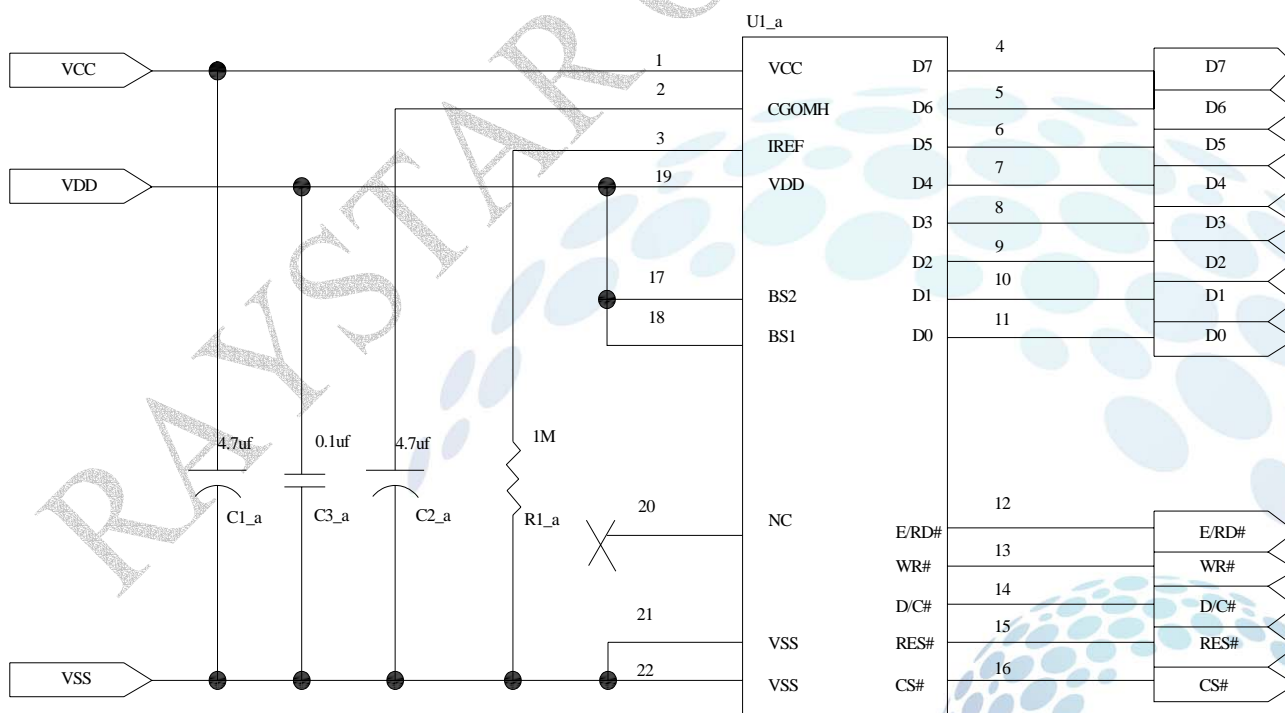 U1_a
VCC
1
VCC
D7
4
D7
2
CGOMH
D6
5
D6
3
IREF
D5
6
D5
VDD
19
VDD
D4
7
D4
D3
8
D3
D2
9
D2
17
BS2
D1
10
D1
18
BS1
D0
11
D0
4.7uf
0.1uf
4.7uf
1M
C1_a
C3_a
C2_a
R1_a
20
NC
12
E/RD#
E/RD#
13
WR#
WR#
14
D/C#
D/C#
21
VSS
15
RES#
RES#
VSS
22
VSS
16
CS#
CS#
RAYSTAR